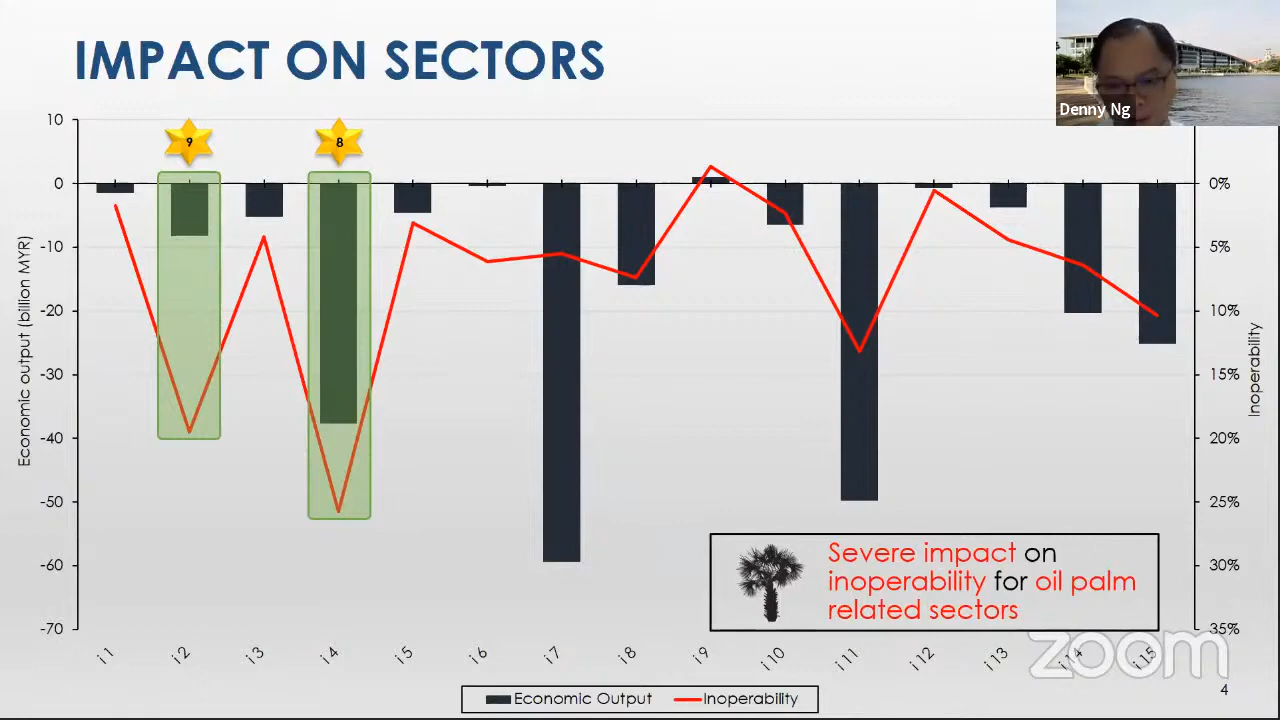 IMPACT ON SECTORS
Denny Ng
10
0
-10
-20
-30
-40
-50
-60
-70
Economic output (billion MYR)
9
8
0%
5%
10%
15%
20%
25%
30%
35%
Inoperability
Severe impact on
inoperability for oil palm
related sectors
i1
i2
i3
i4
i5
i6
i7
i8
i9
i10
i11
i12
i13
i14
i15
zoom
Economic Output
Inoperability
4